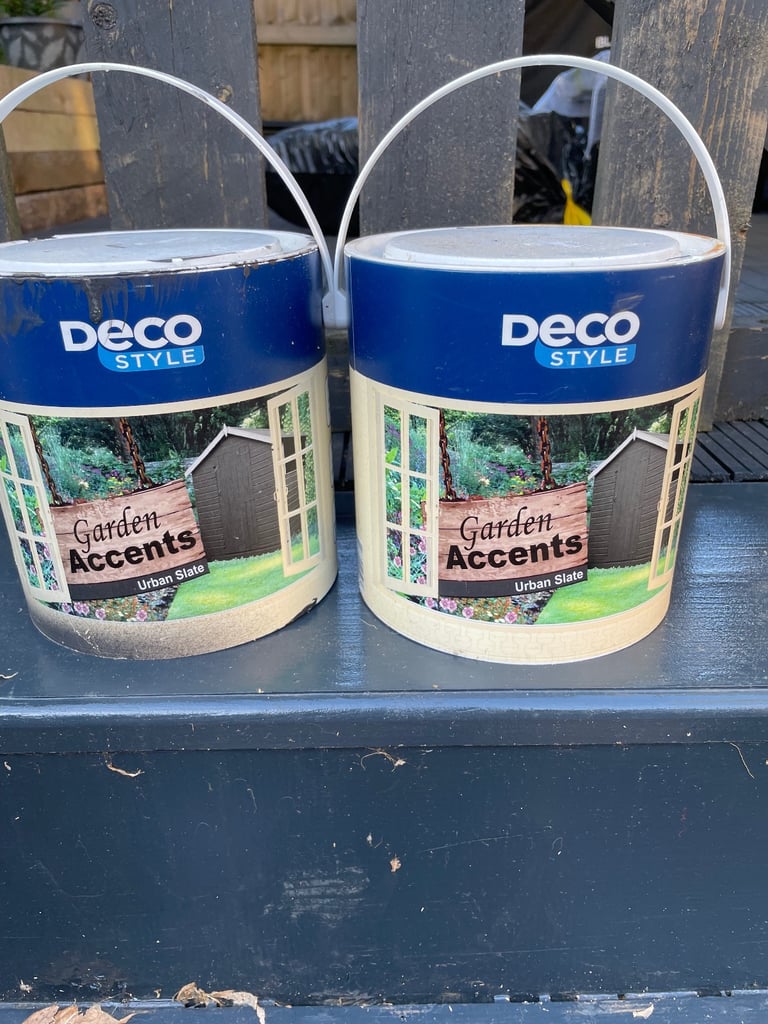 DeCO
STYLE
Garden
Accents
Urban Slate
DeCO
STYLE
Garden
Accents
Urban Slate